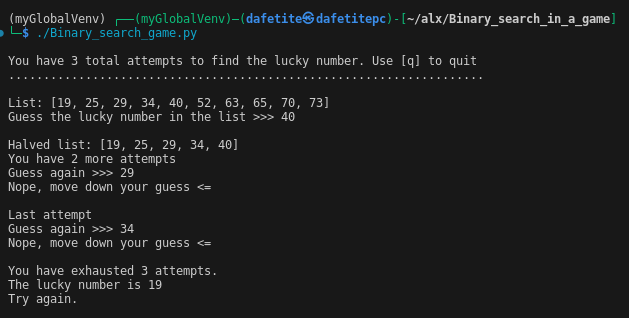 (myGlobalVenv) ┌──(myGlobalVenv)─(dafetite㉿dafetitepc)-[~/alx/Binary_search_in_a_game]
└─$ ./Binary_search_game.py
You have 3 total attempts to find the lucky number. Use [q] to quit
....................................................................
List: [19, 25, 29, 34, 40, 52, 63, 65, 70, 73]
Guess the lucky number in the list >>> 40
Halved list: [19, 25, 29, 34, 40]
You have 2 more attempts
Guess again >>> 29
Nope, move down your guess <=
Last attempt
Guess again >>> 34
Nope, move down your guess <=
You have exhausted 3 attempts.
The lucky number is 19
Try again.